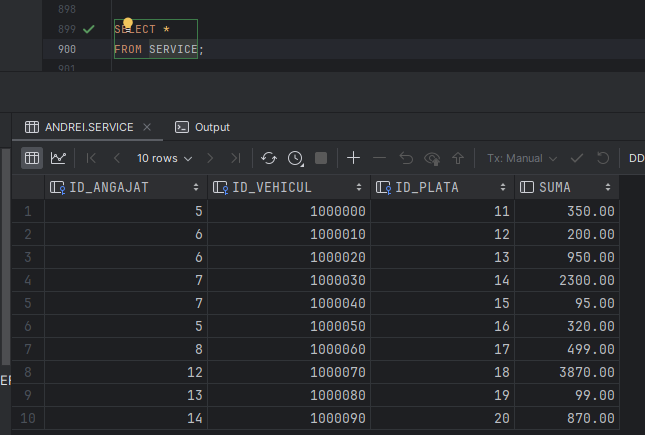 898
899 SELECT *
900 FROM SERVICE;
901
ANDREI.SERVICE Output
10 rows Tx: Manual DD
ID_ANGAJAT ID_VEHICUL ID_PLATA SUMA
1 5 1000000 11 350.00
2 6 1000010 12 200.00
3 6 1000020 13 950.00
4 7 1000030 14 2300.00
5 7 1000040 15 95.00
6 5 1000050 16 320.00
7 8 1000060 17 499.00
8 12 1000070 18 3870.00
9 13 1000080 19 99.00
10 14 1000090 20 870.00